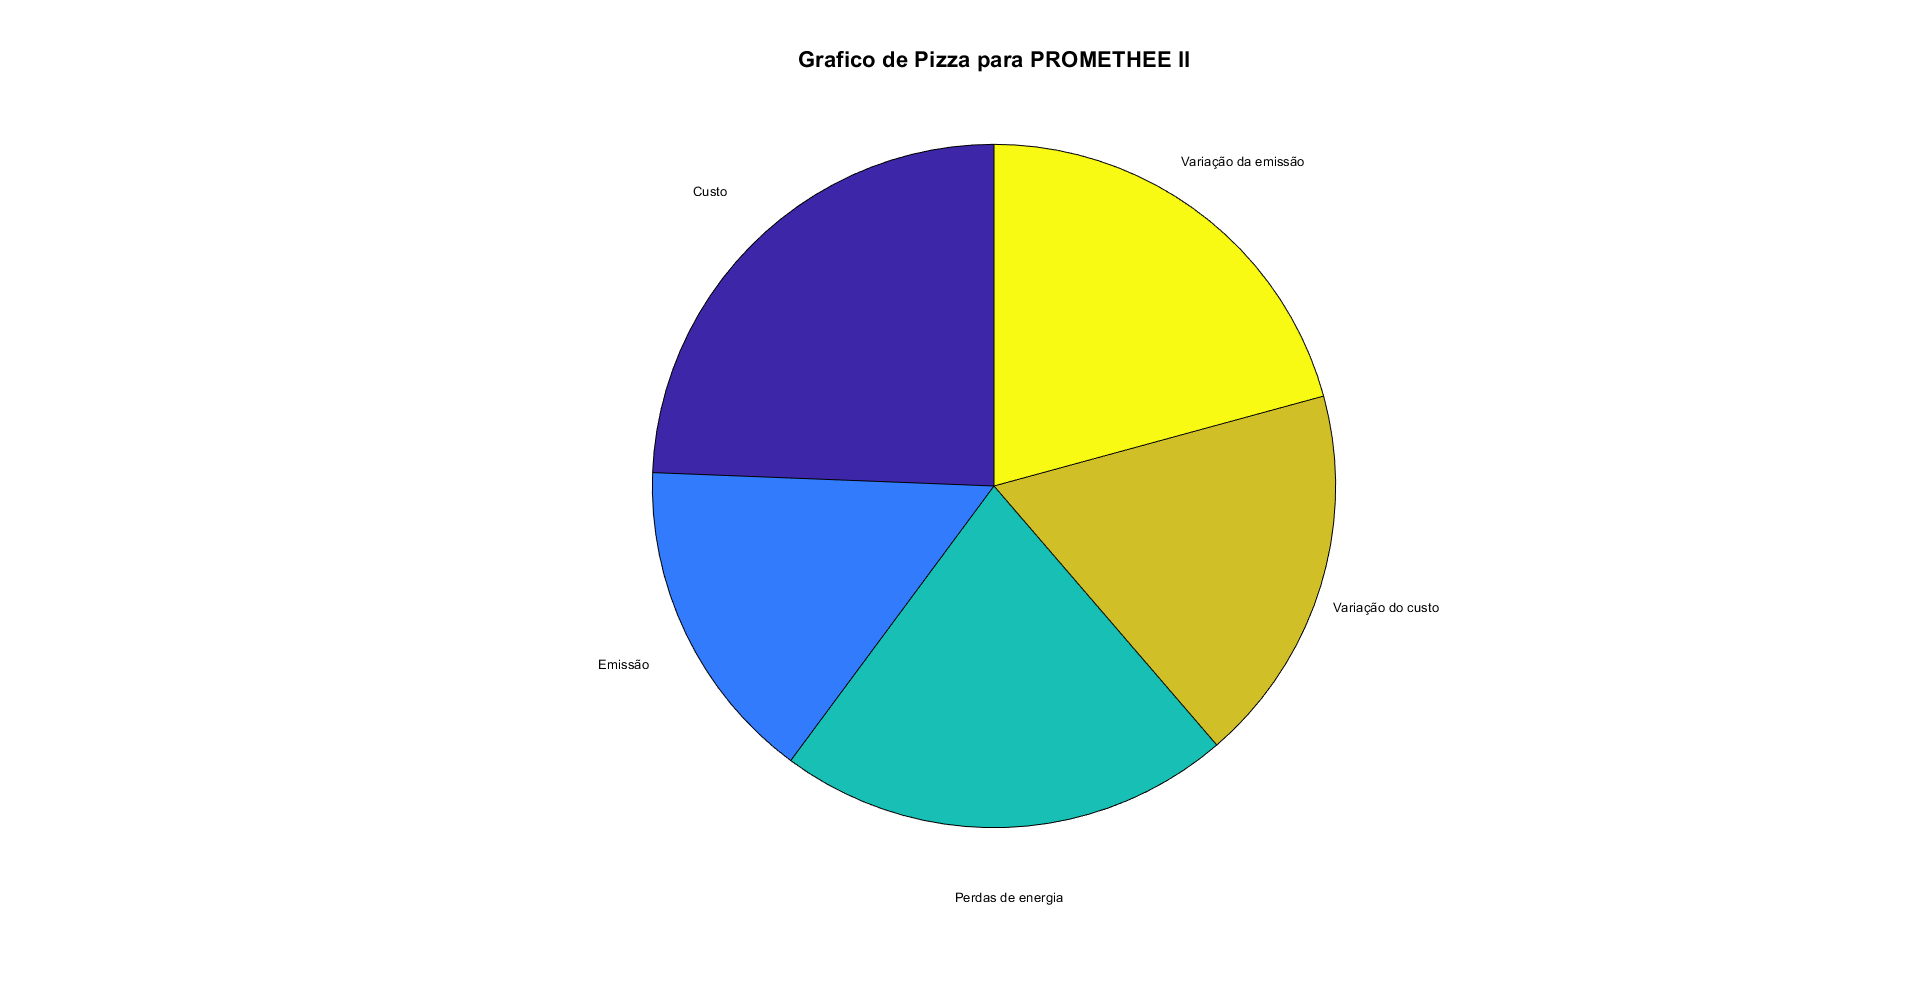 Grafico de Pizza para PROMETHEE II
Variação da emissão
Custo
Variação do custo
Emissão
Perdas de energia